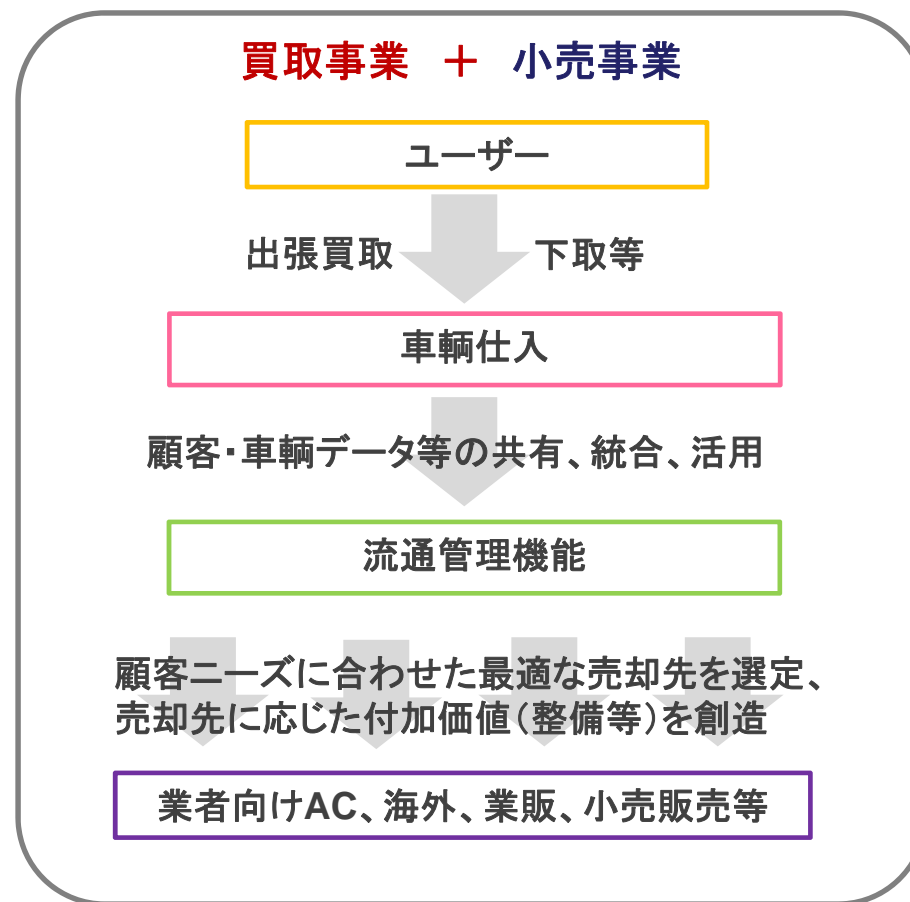 買取事業 ＋ 小売事業
ユーザー
出張買取 下取等
車輌仕入
顧客・車輌データ等の共有、統合、活用
流通管理機能
顧客ニーズに合わせた最適な売却先を選定、
売却先に応じた付加価値（整備等）を創造
業者向けAC、海外、業販、小売販売等